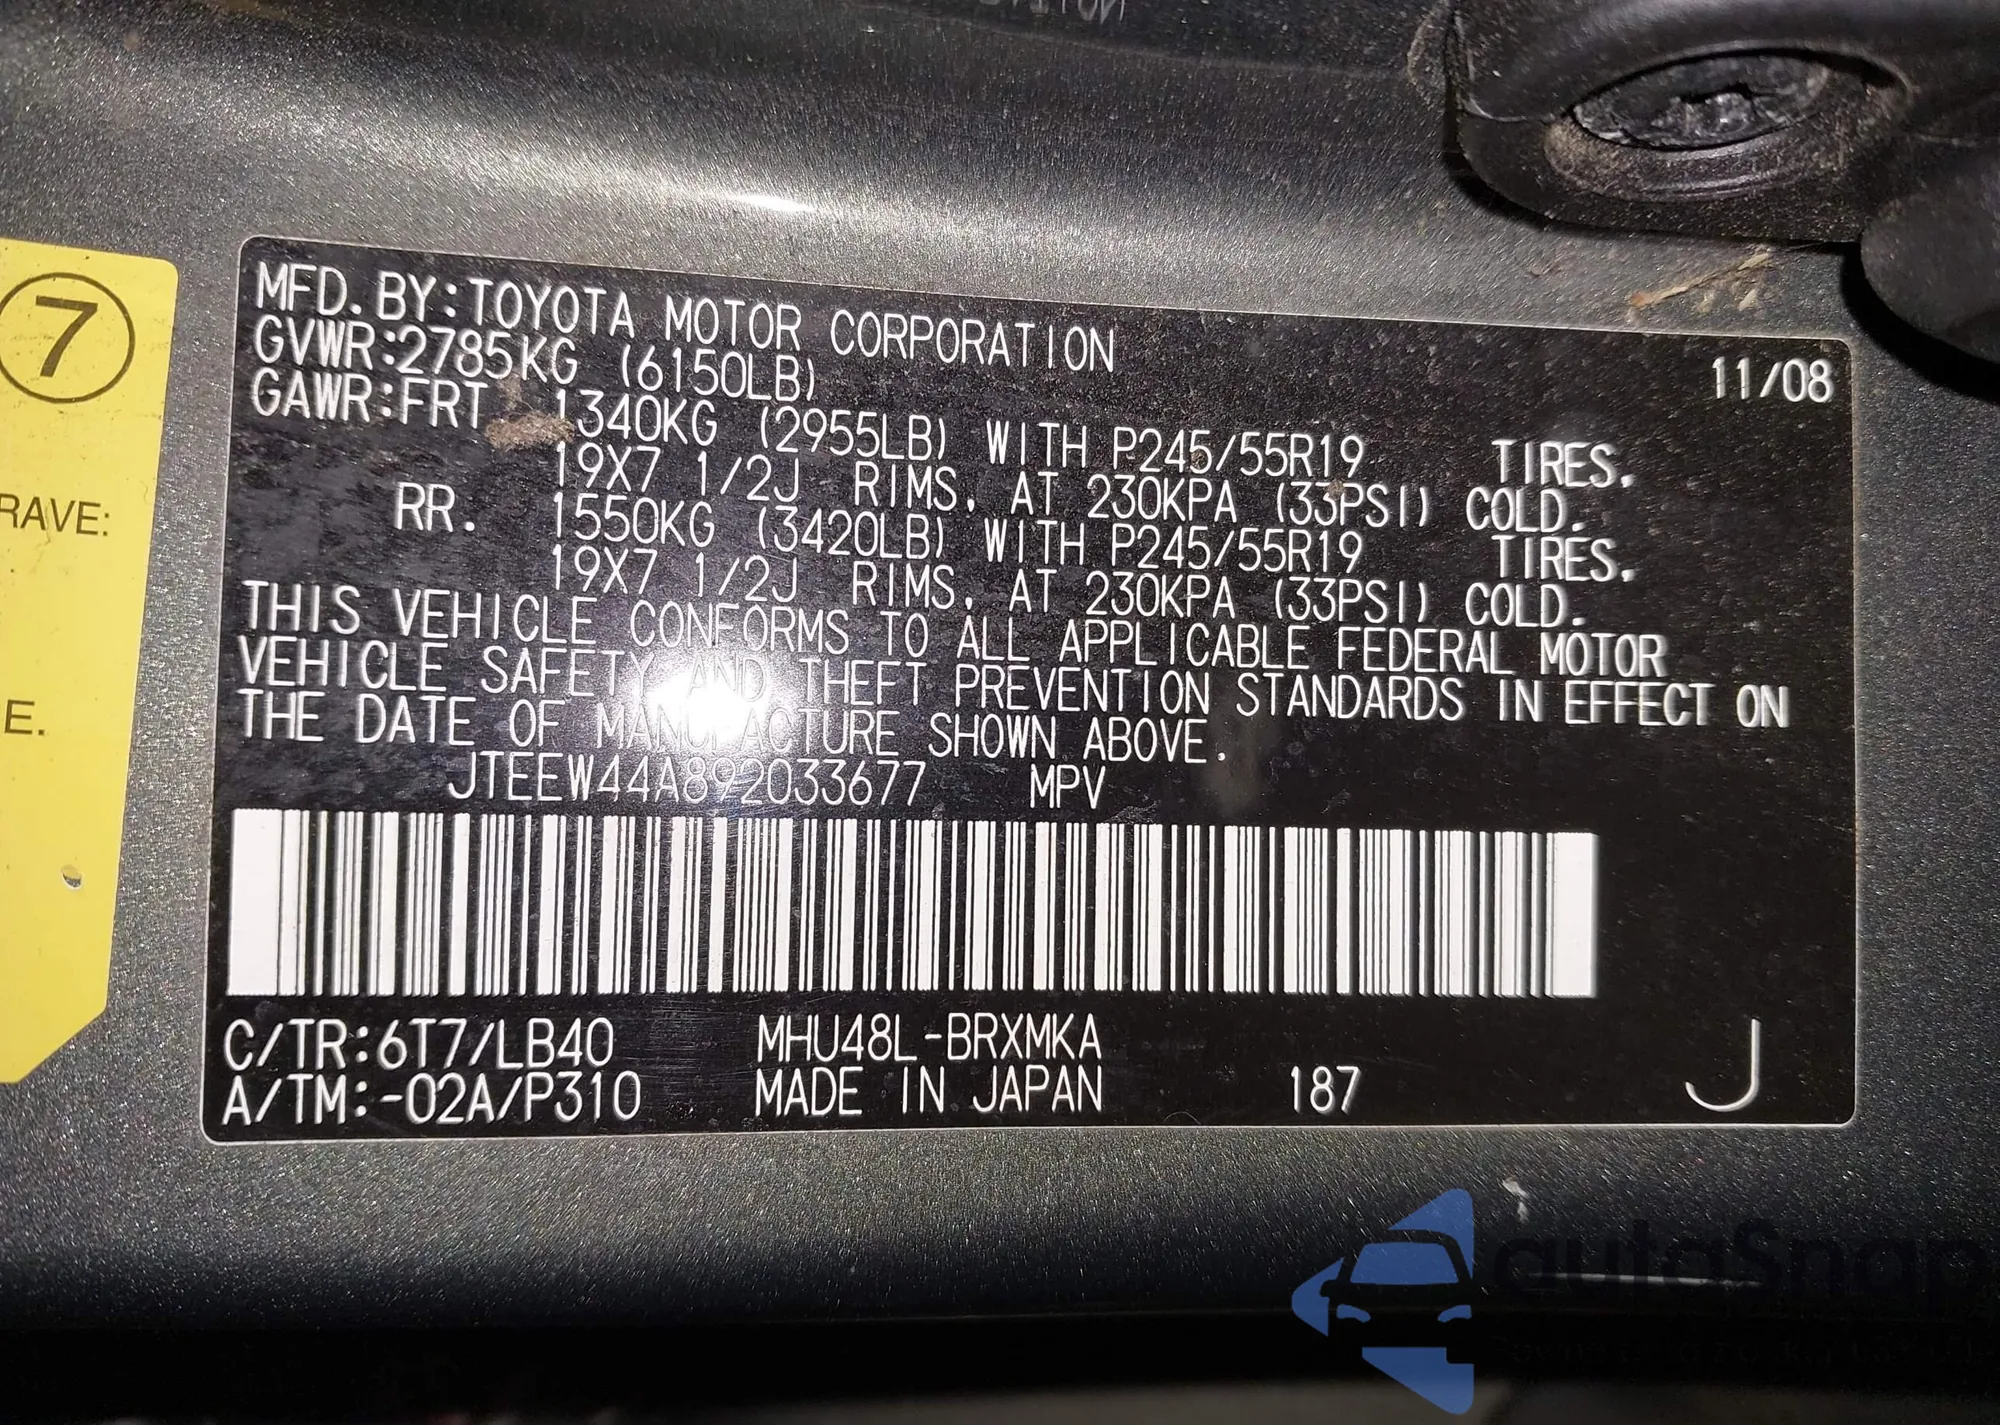 7
RAVE:
E.
MFD. BY:TOYOTA MOTOR CORPORATION 11/08
GVWR:2785KG (6150LB)
GAWR:FRT 1340KG (2955LB) WITH P245/55R19 TIRES.
19X7 1/2J RIMS, AT 230KPA (33PSI) COLD.
RR. 1550KG (3420LB) WITH P245/55R19 TIRES.
19X7 1/2J RIMS, AT 230KPA (33PSI) COLD.
THIS VEHICLE CONFORMS TO ALL APPLICABLE FEDERAL MOTOR
VEHICLE SAFETY AND THEFT PREVENTION STANDARDS IN EFFECT ON
THE DATE OF MANUFACTURE SHOWN ABOVE.
JTEEW44A892033677 MPV
C/TR:6T7/LB40 MHU48L-BRXMKA
A/TM:-02A/P310 MADE IN JAPAN 187 J
autoSnap